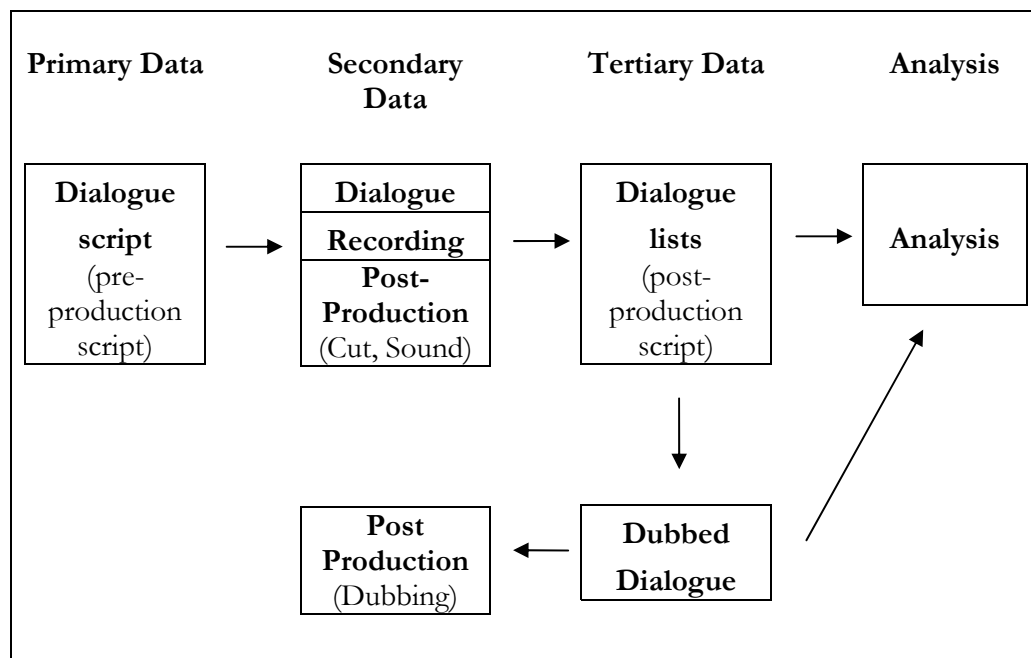 Primary Data
Secondary
Data
Tertiary Data
Analysis
Dialogue
script
(pre-
production
script)
Dialogue
Recording
Post-
Production
(Cut, Sound)
Dialogue
lists
(post-
production
script)
Analysis
Post
Production
(Dubbing)
Dubbed
Dialogue